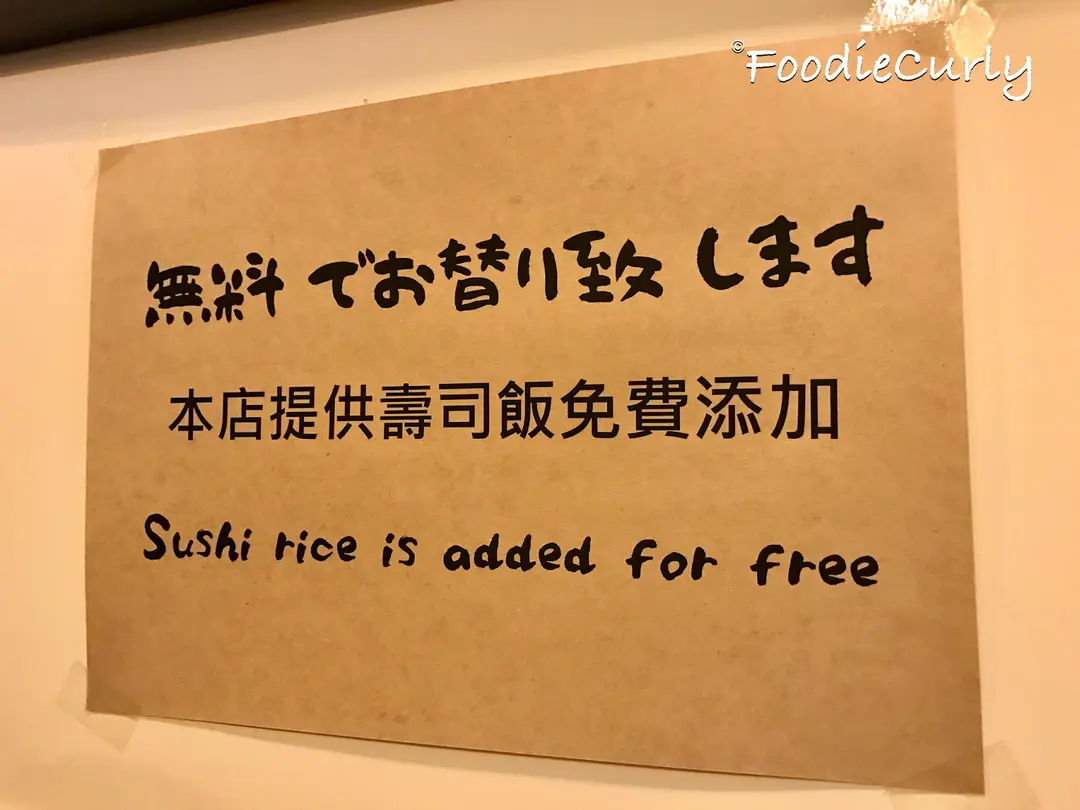 ©FoodieCurly
無料でお替り致します
本店提供壽司飯免費添加
Sushi rice is added for free